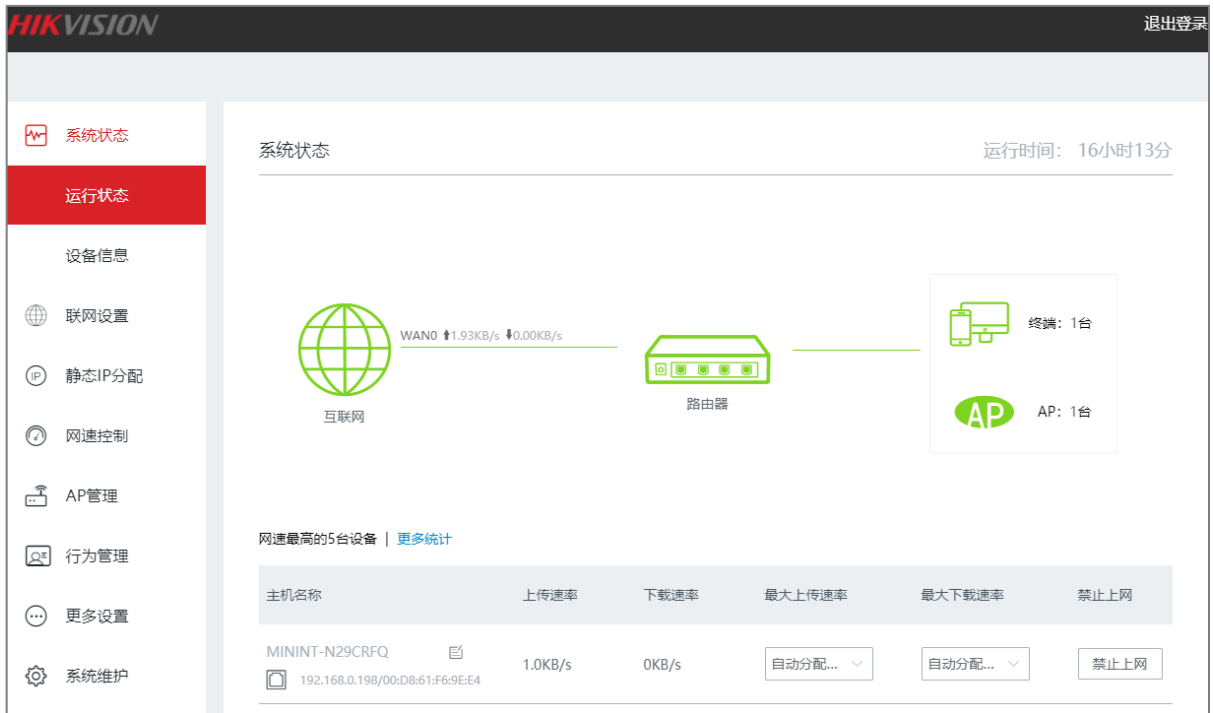 HIKVISION
退出登录
系统状态
运行状态
设备信息
联网设置
IP 静态IP分配
网速控制
AP管理
行为管理
更多设置
系统维护
系统状态 运行时间： 16小时13分
WAN0 ⬆1.93KB/s ⬇0.00KB/s
互联网
路由器
终端：1台
AP AP：1台
网速最高的5台设备 | 更多统计
主机名称 上传速率 下载速率 最大上传速率 最大下载速率 禁止上网
MININT-N29CRFQ
192.168.0.198/00:D8:61:F6:9E:E4
1.0KB/s 0KB/s 自动分配... 自动分配... 禁止上网